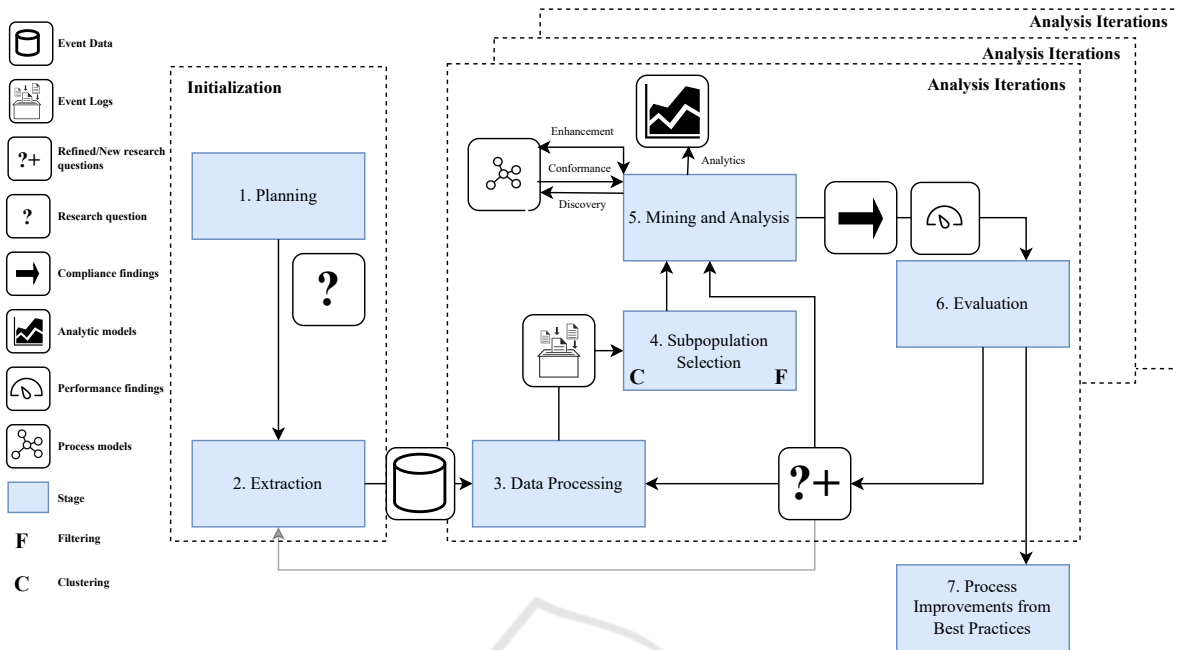 Event Data
Event Logs
?+
Refined/New research
questions
?
Research question
Compliance findings
Analytic models
Performance findings
Process models
Stage
F
Filtering
C
Clustering
Initialization
1. Planning
?
2. Extraction
Analysis Iterations
Analysis Iterations
Analysis Iterations
Enhancement
Conformance
Discovery
Analytics
5. Mining and Analysis
6. Evaluation
4. Subpopulation
Selection
C
F
3. Data Processing
?+
7. Process
Improvements from
Best Practices